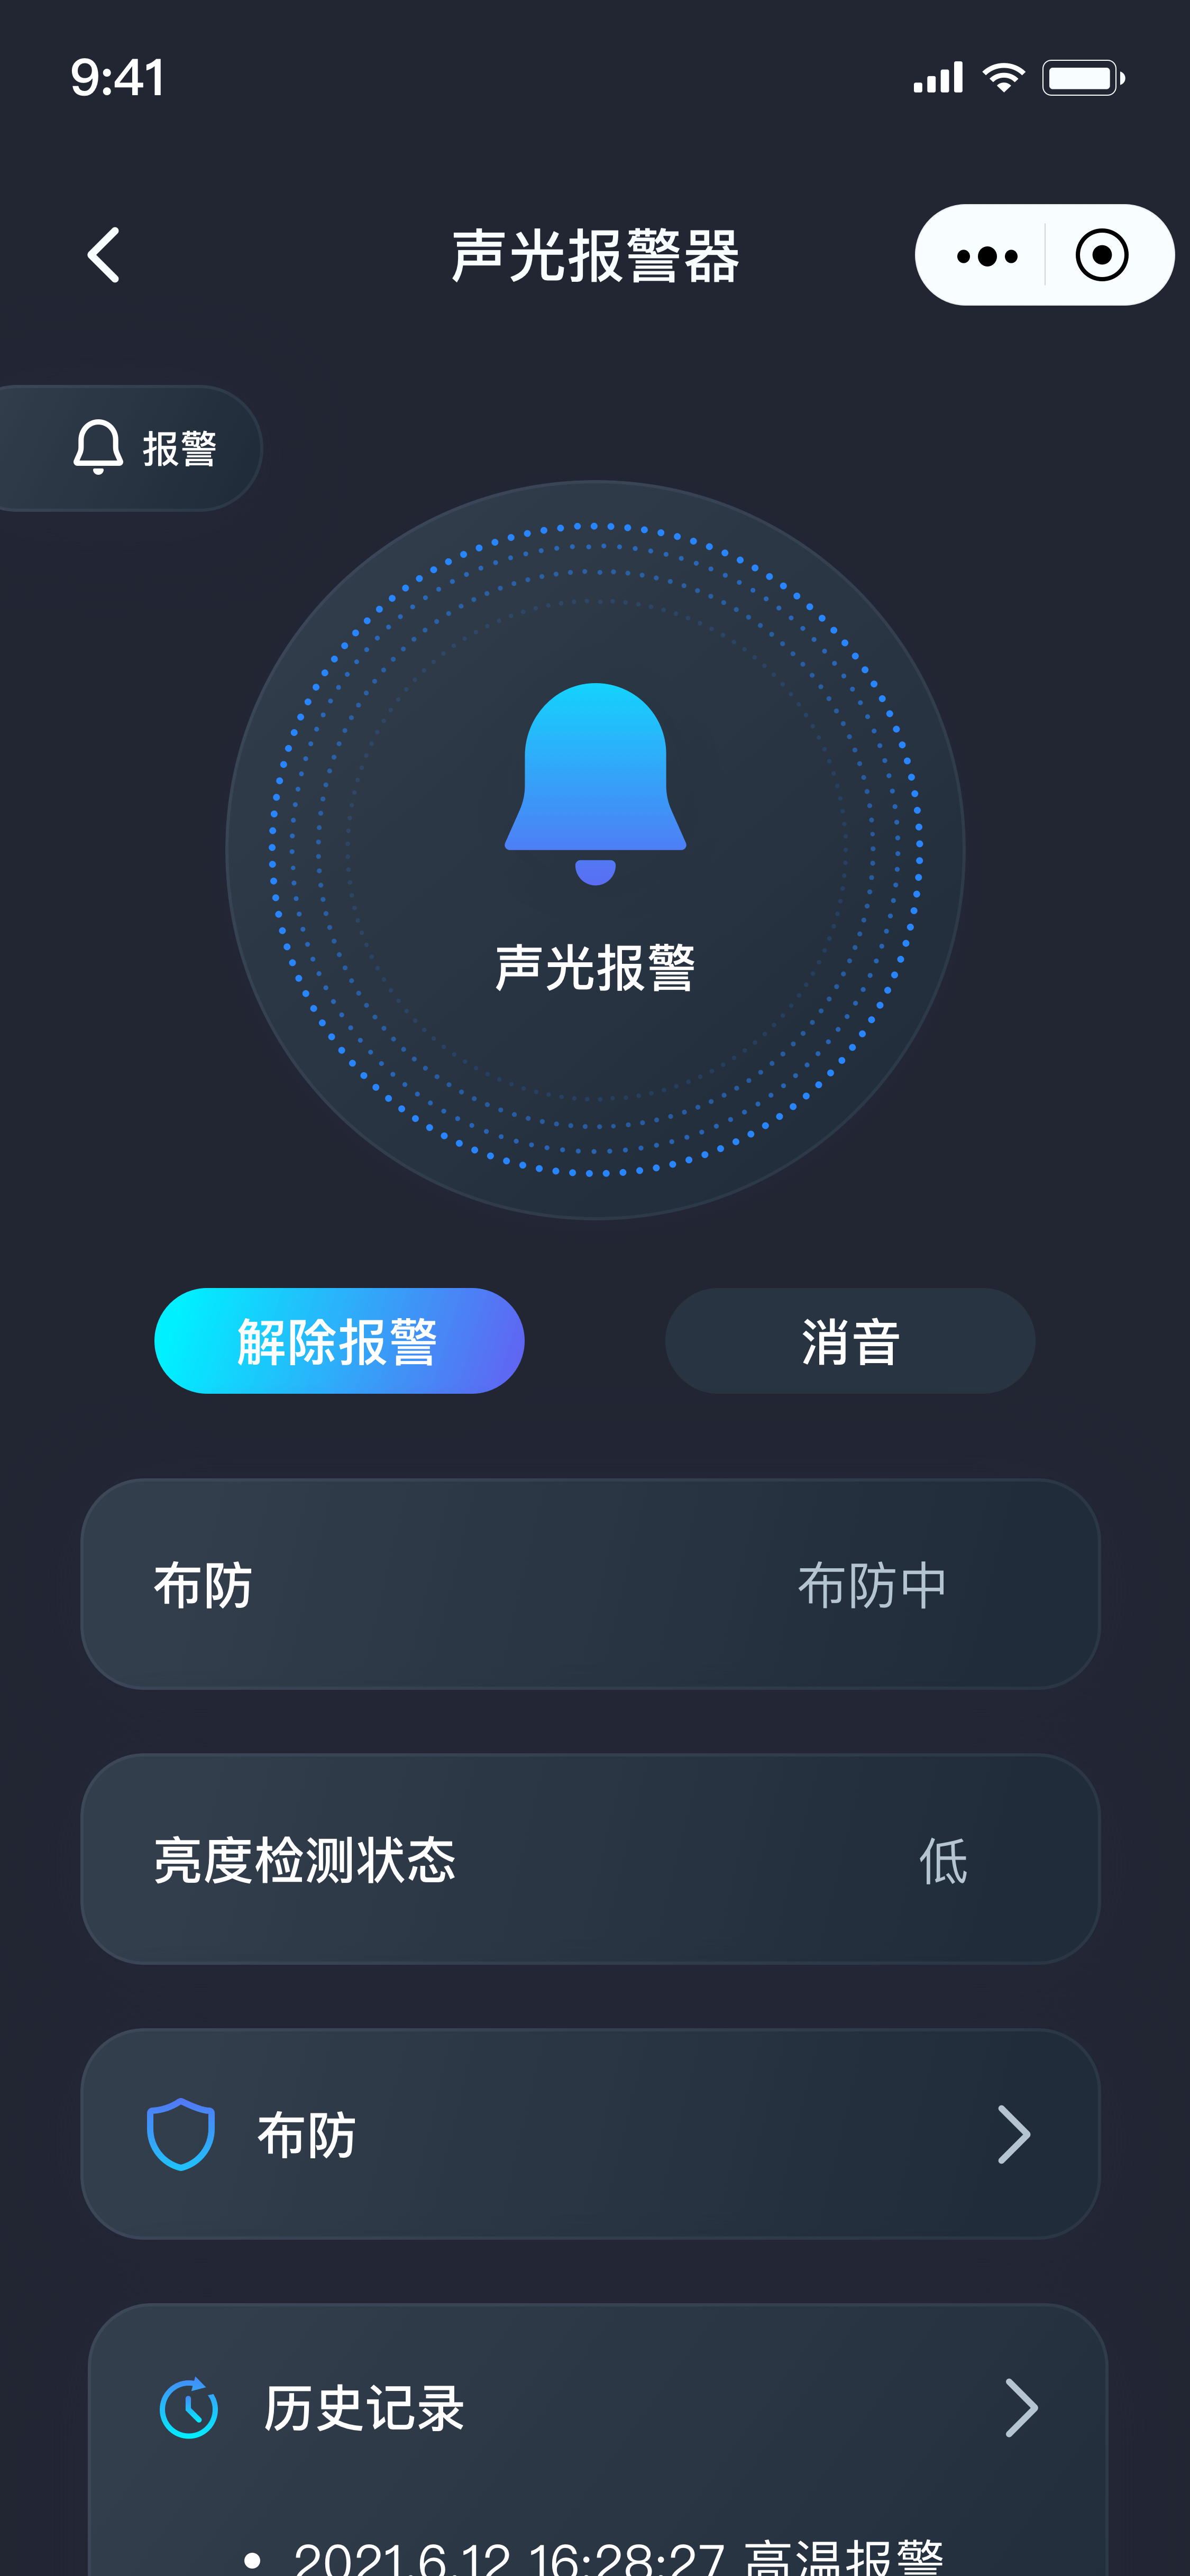 9:41
声光报警器
报警
声光报警
解除报警
消音
布防
布防中
亮度检测状态
低
布防
历史记录
• 2021.6.12 16:28:27 高温报警